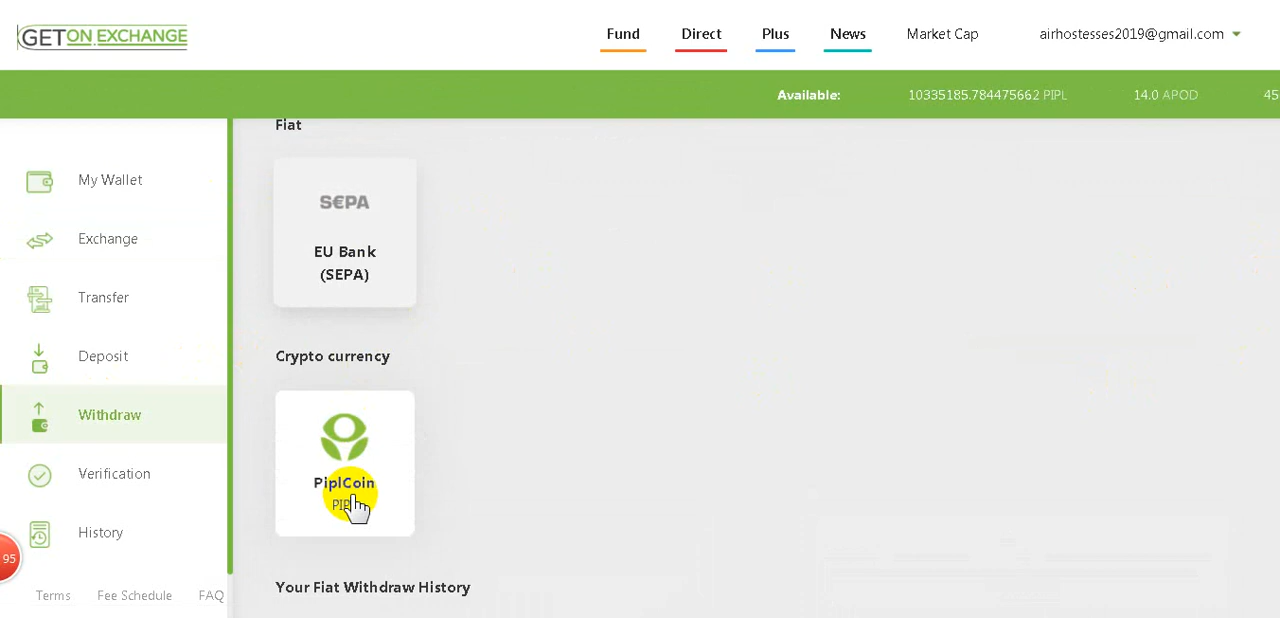 GETON EXCHANGE
Fund
Direct
Plus
News
Market Cap
airhostesses2019@gmail.com
Available:
10335185.784475662 PIPL
14.0 APOD
45
My Wallet
Exchange
Transfer
Deposit
Withdraw
Verification
History
95
Terms
Fee Schedule
FAQ
Fiat
SEPA
EU Bank
(SEPA)
Crypto currency
PiplCoin
Your Fiat Withdraw History